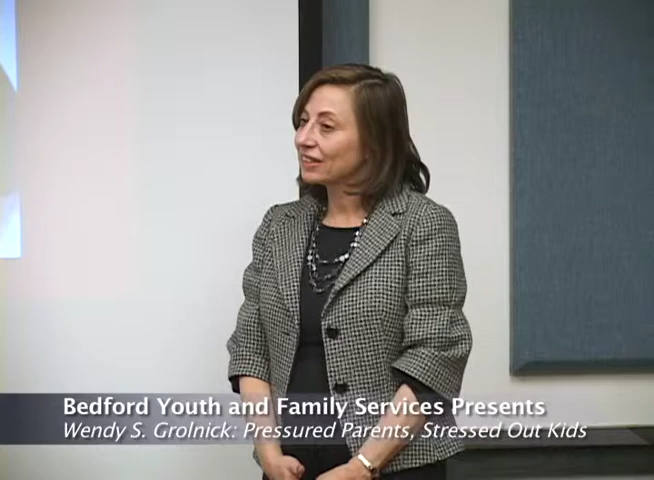 Bedford Youth and Family Services Presents
Wendy S. Grolnick: Pressured Parents, Stressed Out Kids